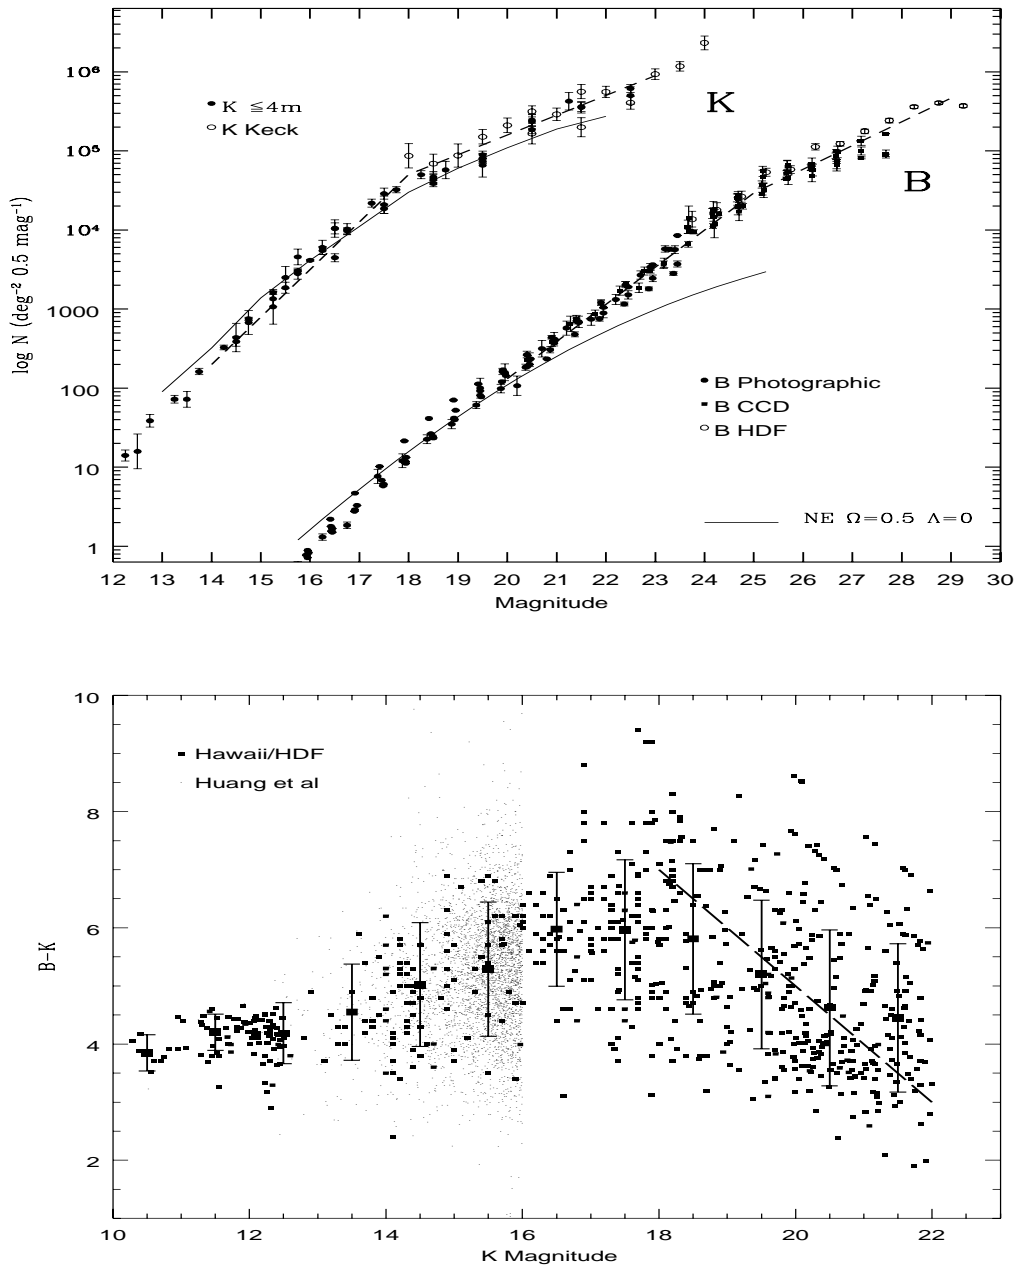 10⁶
10⁵
10⁴
1000
100
10
1
log N (deg⁻² 0.5 mag⁻¹)
K ≤4m
K Keck
K
B
B Photographic
B CCD
B HDF
NE Ω=0.5 Λ=0
12 13 14 15 16 17 18 19 20 21 22 23 24 25 26 27 28 29 30
Magnitude
10
8
6
4
2
B-K
Hawaii/HDF
Huang et al
10 12 14 16 18 20 22
K Magnitude